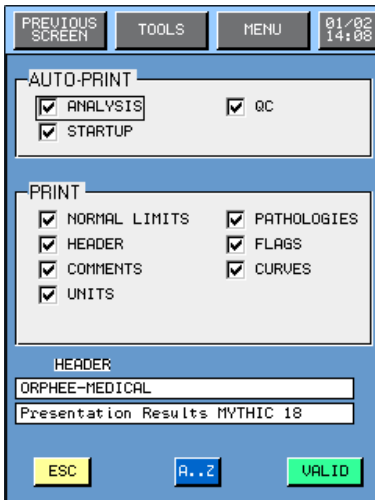 PREVIOUS SCREEN
TOOLS
MENU
01/02 14:08
AUTO-PRINT
ANALYSIS
QC
STARTUP
PRINT
NORMAL LIMITS
PATHOLOGIES
HEADER
FLAGS
COMMENTS
CURVES
UNITS
HEADER
ORPHEE-MEDICAL
Presentation Results MYTHIC 18
ESC
A..Z
VALID